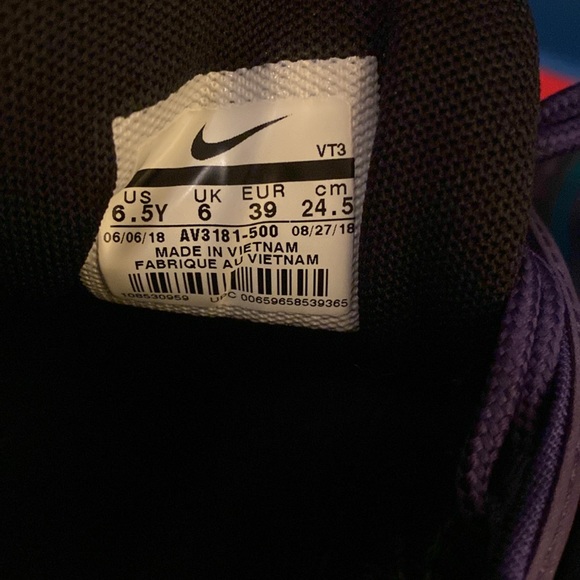 VT3
US UK EUR cm
6.5Y 6 39 24.5
06/06/18 AV3181-500 08/27/18
MADE IN VIETNAM
FABRIQUE AU VIETNAM
108530959 UPC 00659658539365